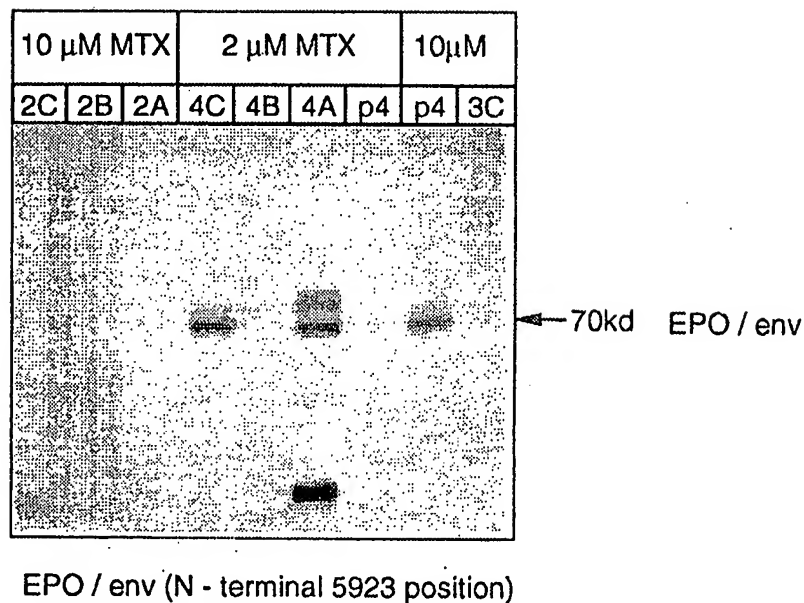 10 μM MTX 2 μM MTX 10μM
2C 2B 2A 4C 4B 4A p4 p4 3C
70kd EPO / env
EPO / env (N - terminal 5923 position)